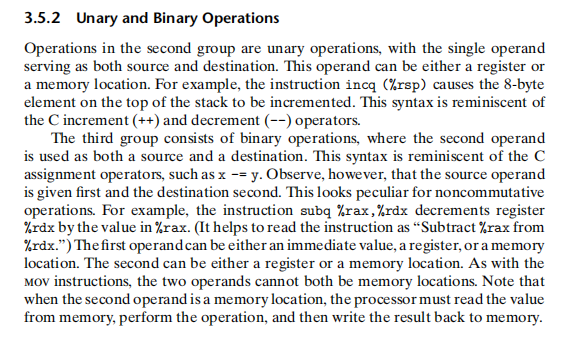 3.5.2 Unary and Binary Operations
Operations in the second group are unary operations, with the single operand
serving as both source and destination. This operand can be either a register or
a memory location. For example, the instruction incq (%rsp) causes the 8-byte
element on the top of the stack to be incremented. This syntax is reminiscent of
the C increment (++) and decrement (--) operators.
The third group consists of binary operations, where the second operand
is used as both a source and a destination. This syntax is reminiscent of the C
assignment operators, such as x -= y. Observe, however, that the source operand
is given first and the destination second. This looks peculiar for noncommutative
operations. For example, the instruction subq %rax,%rdx decrements register
%rdx by the value in %rax. (It helps to read the instruction as “Subtract %rax from
%rdx.”) The first operand can be either an immediate value, a register, or a memory
location. The second can be either a register or a memory location. As with the
MOV instructions, the two operands cannot both be memory locations. Note that
when the second operand is a memory location, the processor must read the value
from memory, perform the operation, and then write the result back to memory.